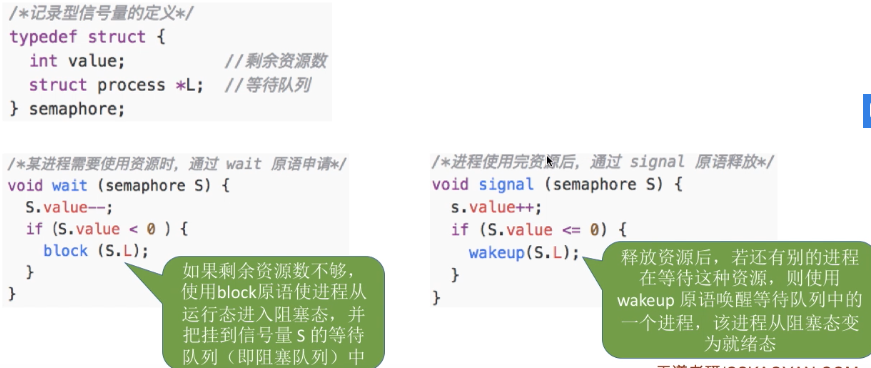 /*记录型信号量的定义*/
typedef struct {
int value; //剩余资源数
struct process *L; //等待队列
} semaphore;
/*某进程需要使用资源时，通过 wait 原语申请*/
void wait (semaphore S) {
S.value--;
if (S.value < 0 ) {
block (S.L);
}
}
如果剩余资源数不够，
使用block原语使进程从
运行态进入阻塞态，并
把挂到信号量 S 的等待
队列（即阻塞队列）中
/*进程使用完资源后，通过 signal 原语释放*/
void signal (semaphore S) {
s.value++;
if (S.value <= 0) {
wakeup(S.L);
}
}
释放资源后，若还有别的进程
在等待这种资源，则使用
wakeup 原语唤醒等待队列中的
一个进程，该进程从阻塞态变
为就绪态